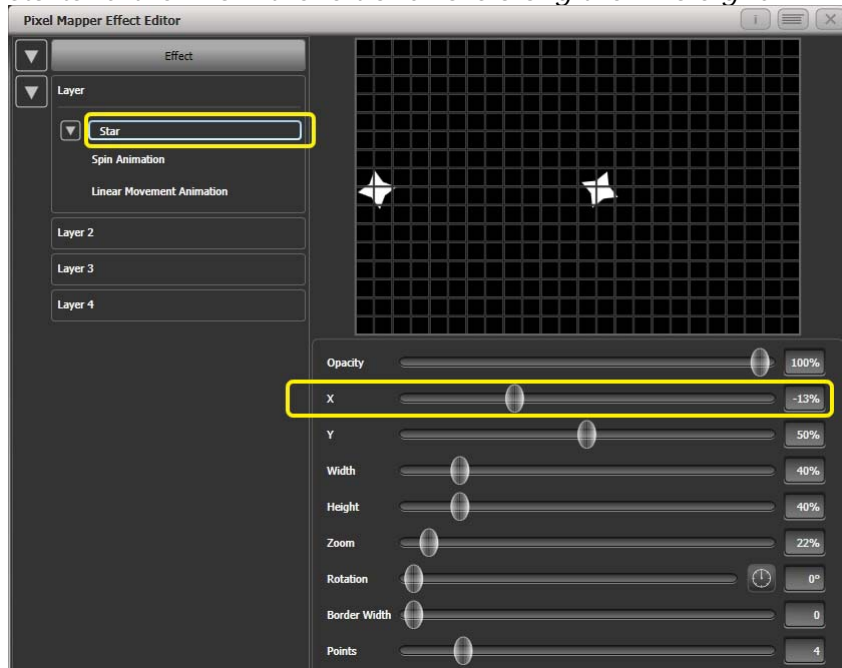 Pixel Mapper Effect Editor
i
Effect
Layer
Star
Spin Animation
Linear Movement Animation
Layer 2
Layer 3
Layer 4
Opacity 100%
X -13%
Y 50%
Width 40%
Height 40%
Zoom 22%
Rotation 0°
Border Width 0
Points 4